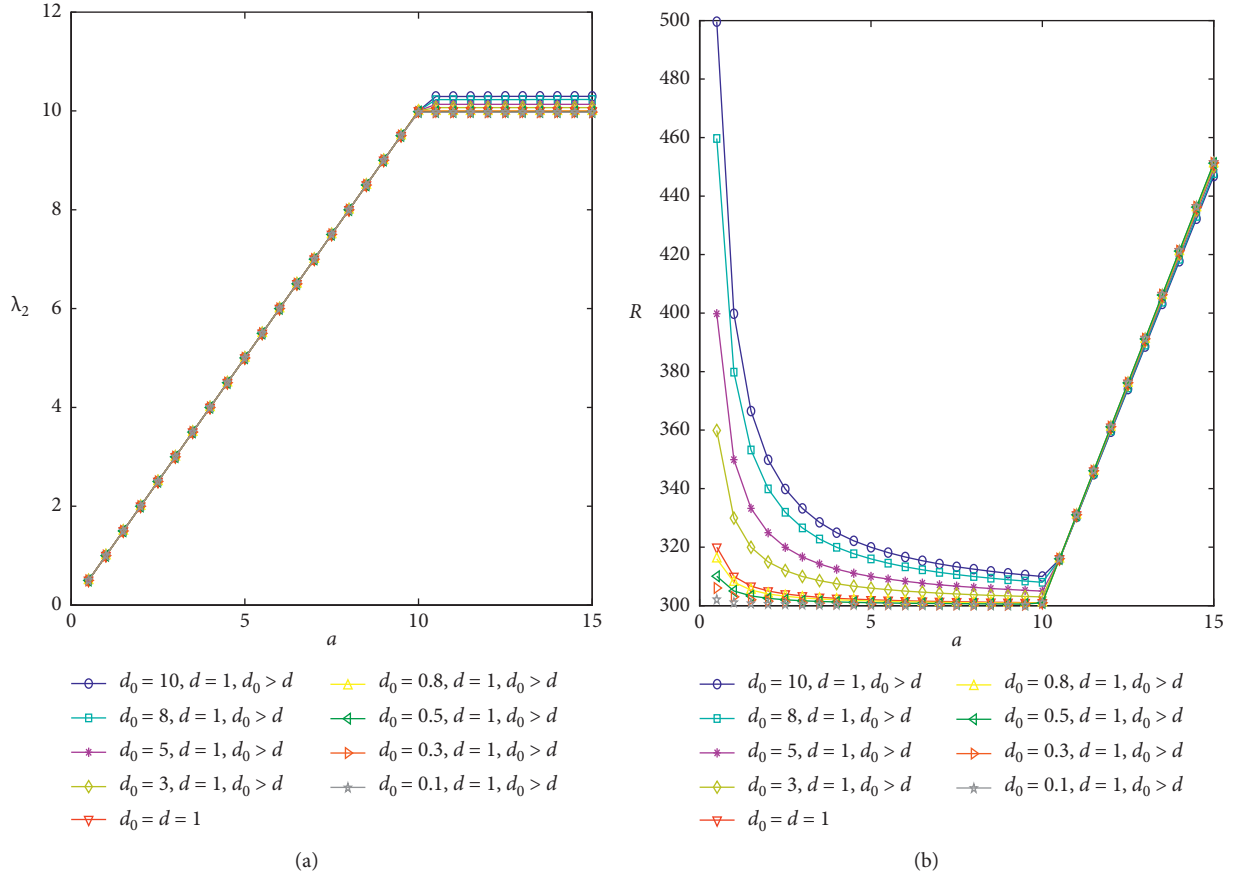 12
10
8
6
4
2
0
λ2
0
5
10
15
a
d0 = 10, d = 1, d0 > d
d0 = 8, d = 1, d0 > d
d0 = 5, d = 1, d0 > d
d0 = 3, d = 1, d0 > d
d0 = d = 1
d0 = 0.8, d = 1, d0 > d
d0 = 0.5, d = 1, d0 > d
d0 = 0.3, d = 1, d0 > d
d0 = 0.1, d = 1, d0 > d
(a)
500
480
460
440
420
400
380
360
340
320
300
R
0
5
10
15
a
d0 = 10, d = 1, d0 > d
d0 = 8, d = 1, d0 > d
d0 = 5, d = 1, d0 > d
d0 = 3, d = 1, d0 > d
d0 = d = 1
d0 = 0.8, d = 1, d0 > d
d0 = 0.5, d = 1, d0 > d
d0 = 0.3, d = 1, d0 > d
d0 = 0.1, d = 1, d0 > d
(b)